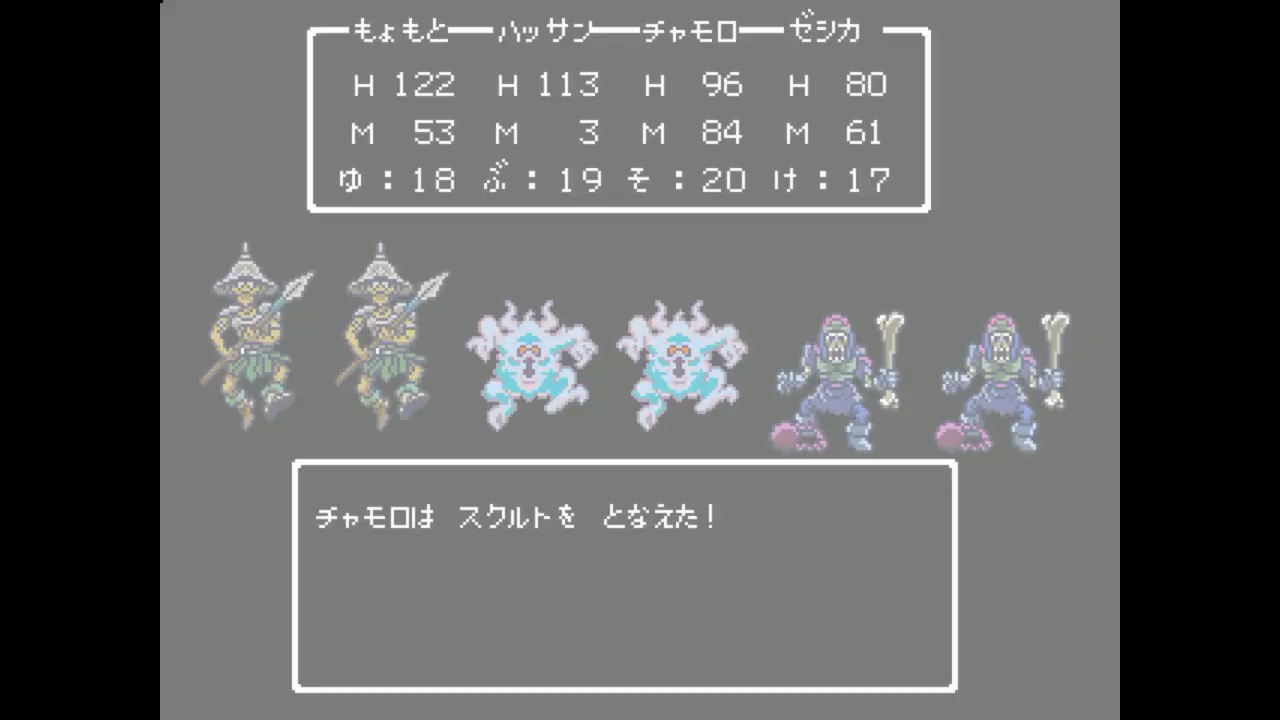 もょもと ハッサン チャモロ ゼシカ
H 122 H 113 H 96 H 80
M 53 M 3 M 84 M 61
ゆ：18 ぶ：19 そ：20 け：17
チャモロは スクルトを となえた！